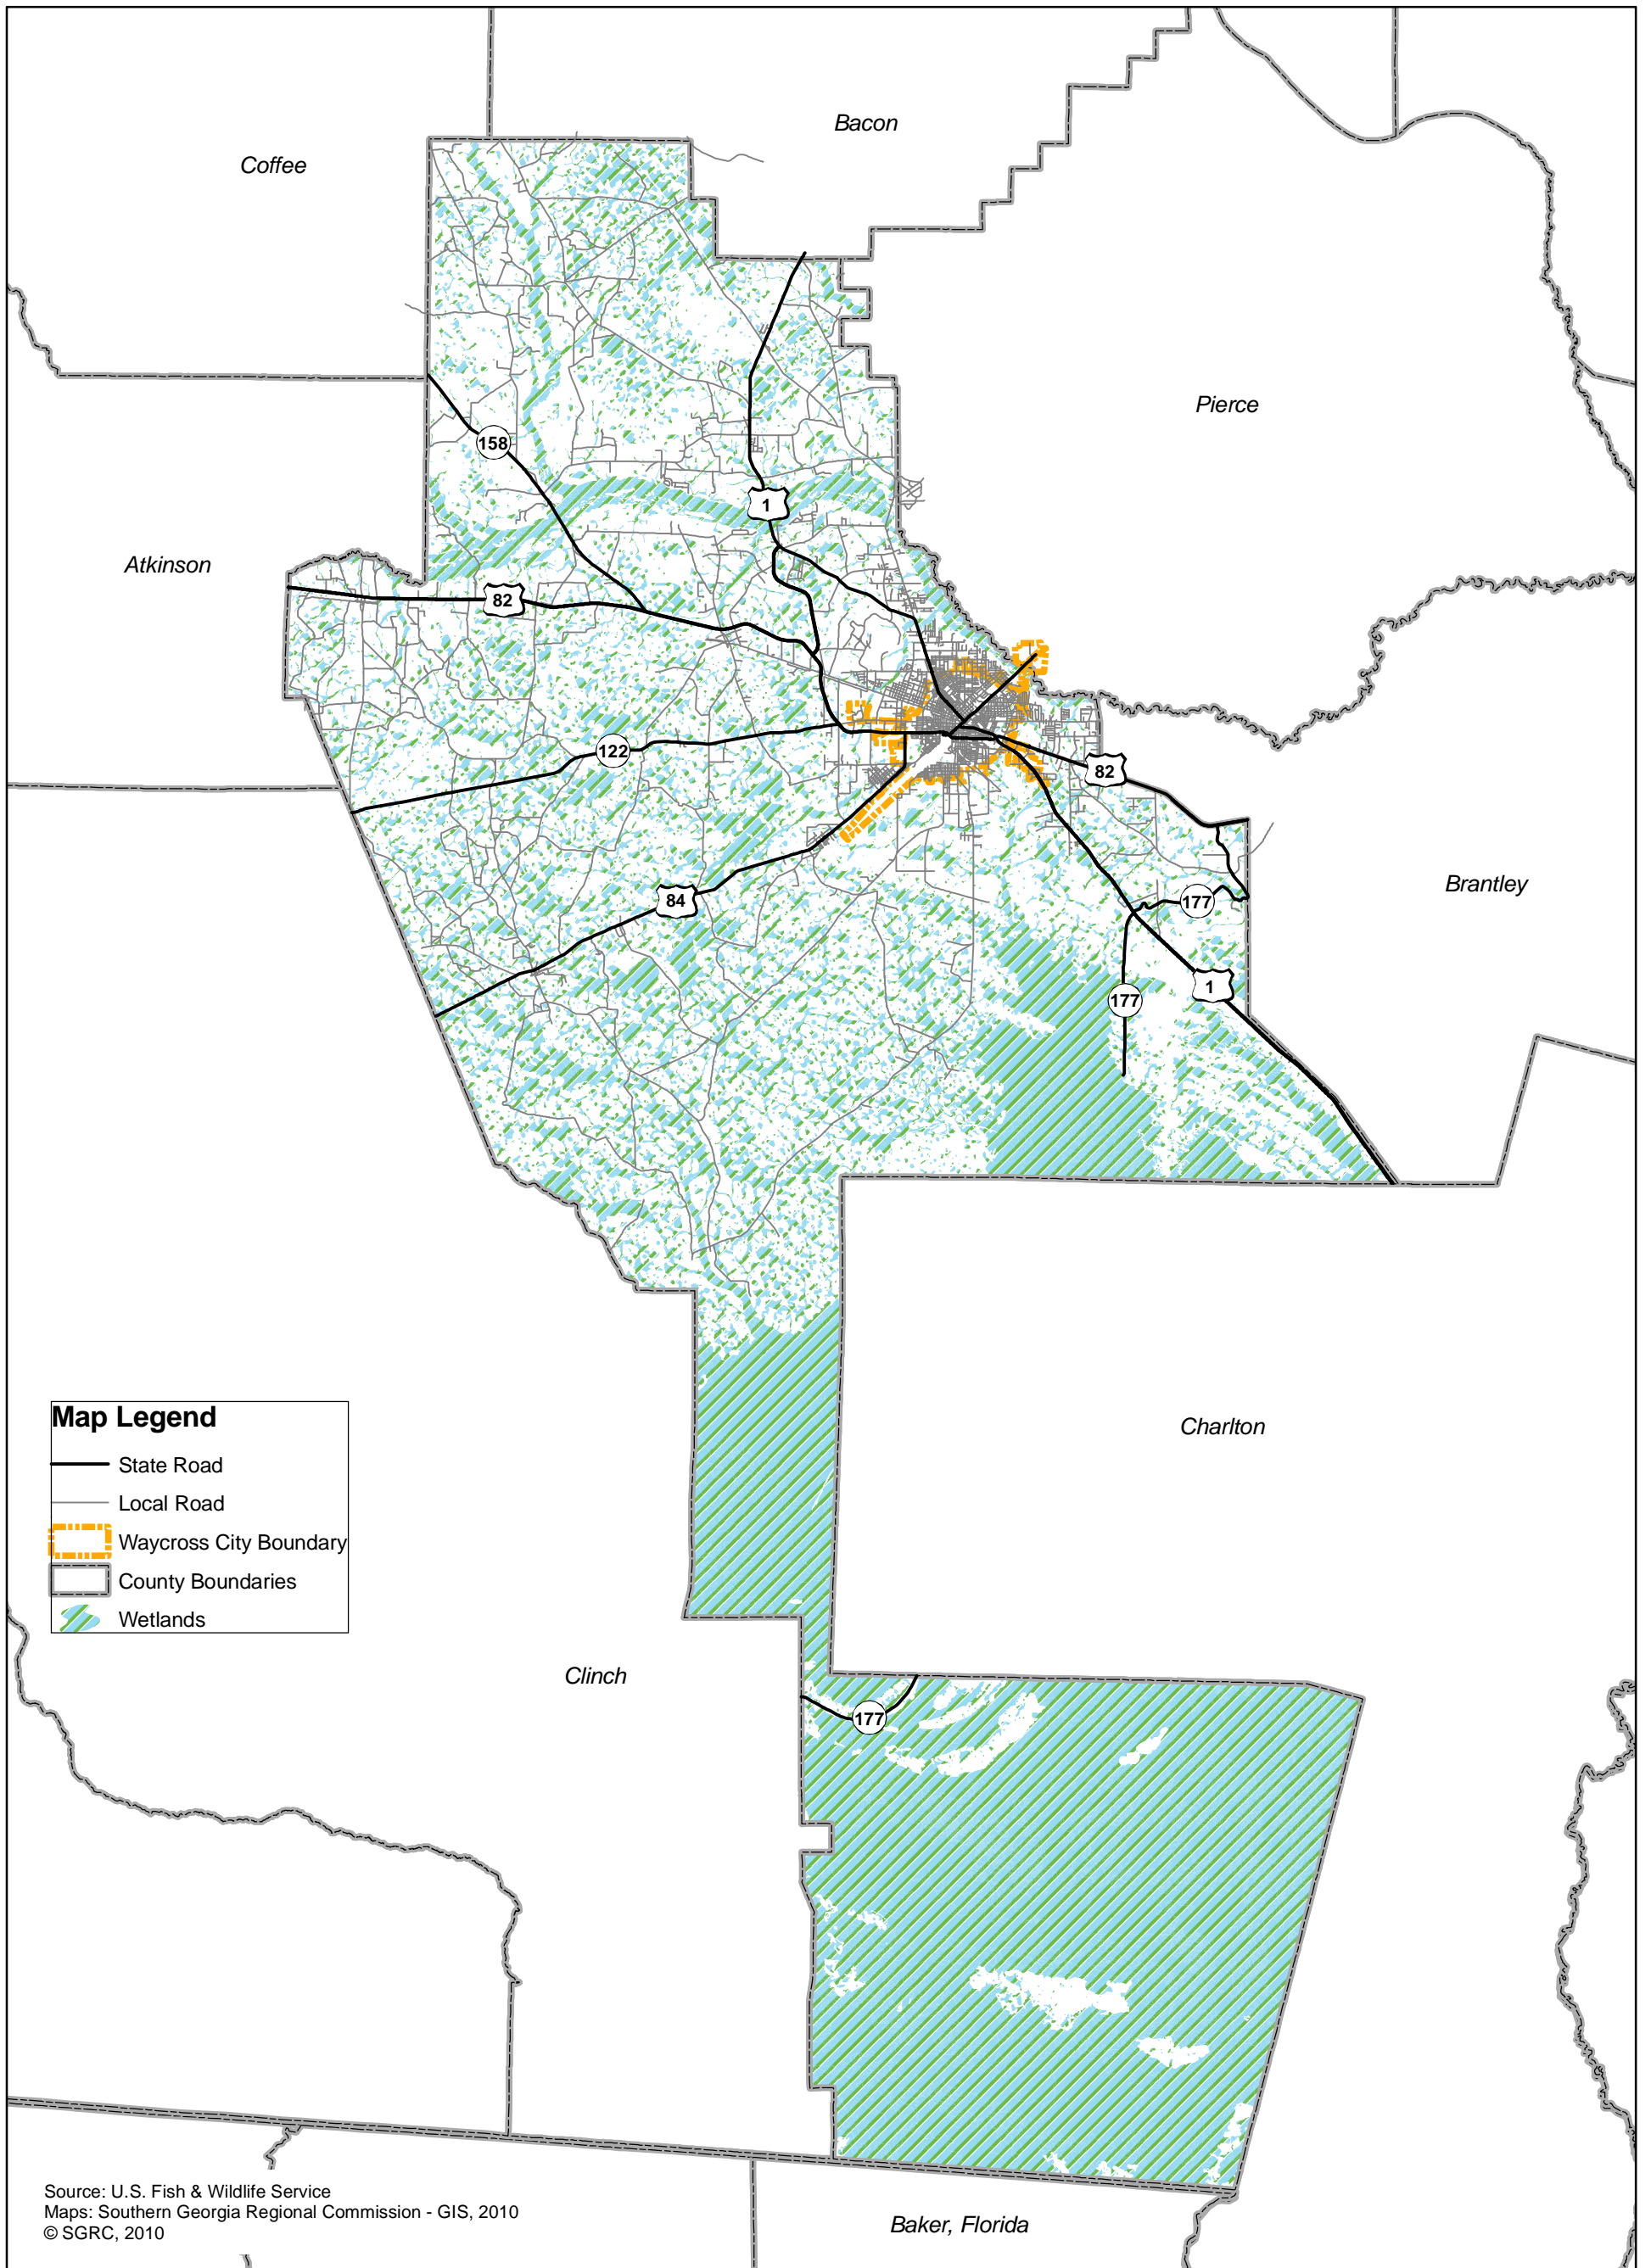 Bacon
Coffee
Pierce
158
1
Atkinson
82
122
82
84
177
Brantley
177
1
Map Legend
State Road
Local Road
Waycross City Boundary
County Boundaries
Wetlands
Charlton
Clinch
177
Source: U.S. Fish & Wildlife Service
Maps: Southern Georgia Regional Commission - GIS, 2010
© SGRC, 2010
Baker, Florida